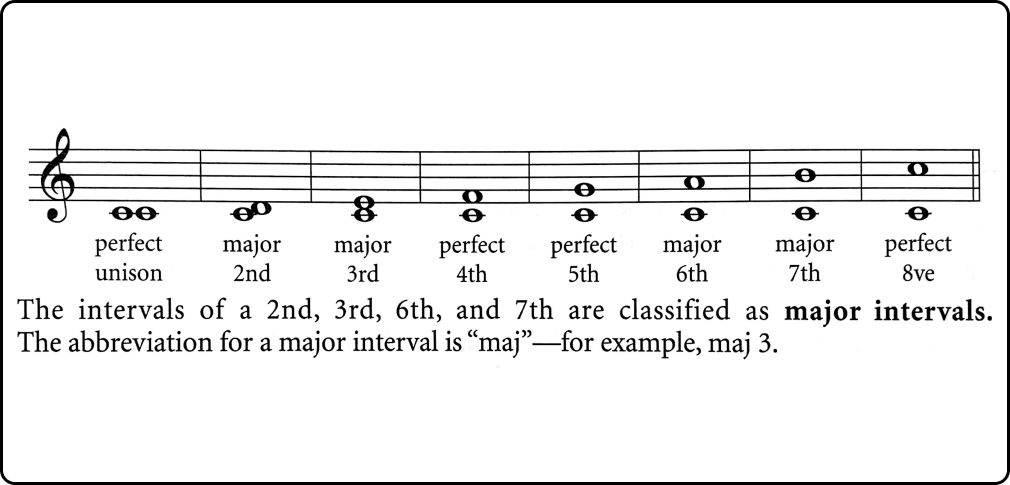 perfect major major perfect perfect major major perfect
unison 2nd 3rd 4th 5th 6th 7th 8ve
The intervals of a 2nd, 3rd, 6th, and 7th are classified as major intervals.
The abbreviation for a major interval is “maj”—for example, maj 3.